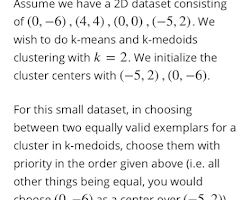 Assume we have a 2D dataset consisting
of (0, −6) , (4, 4) , (0, 0) , (−5, 2). We
wish to do k-means and k-medoids
clustering with k = 2. We initialize the
cluster centers with (−5, 2) , (0, −6).
For this small dataset, in choosing
between two equally valid exemplars for a
cluster in k-medoids, choose them with
priority in the order given above (i.e. all
other things being equal, you would
choose (0, −6) as a center over (−5, 2))